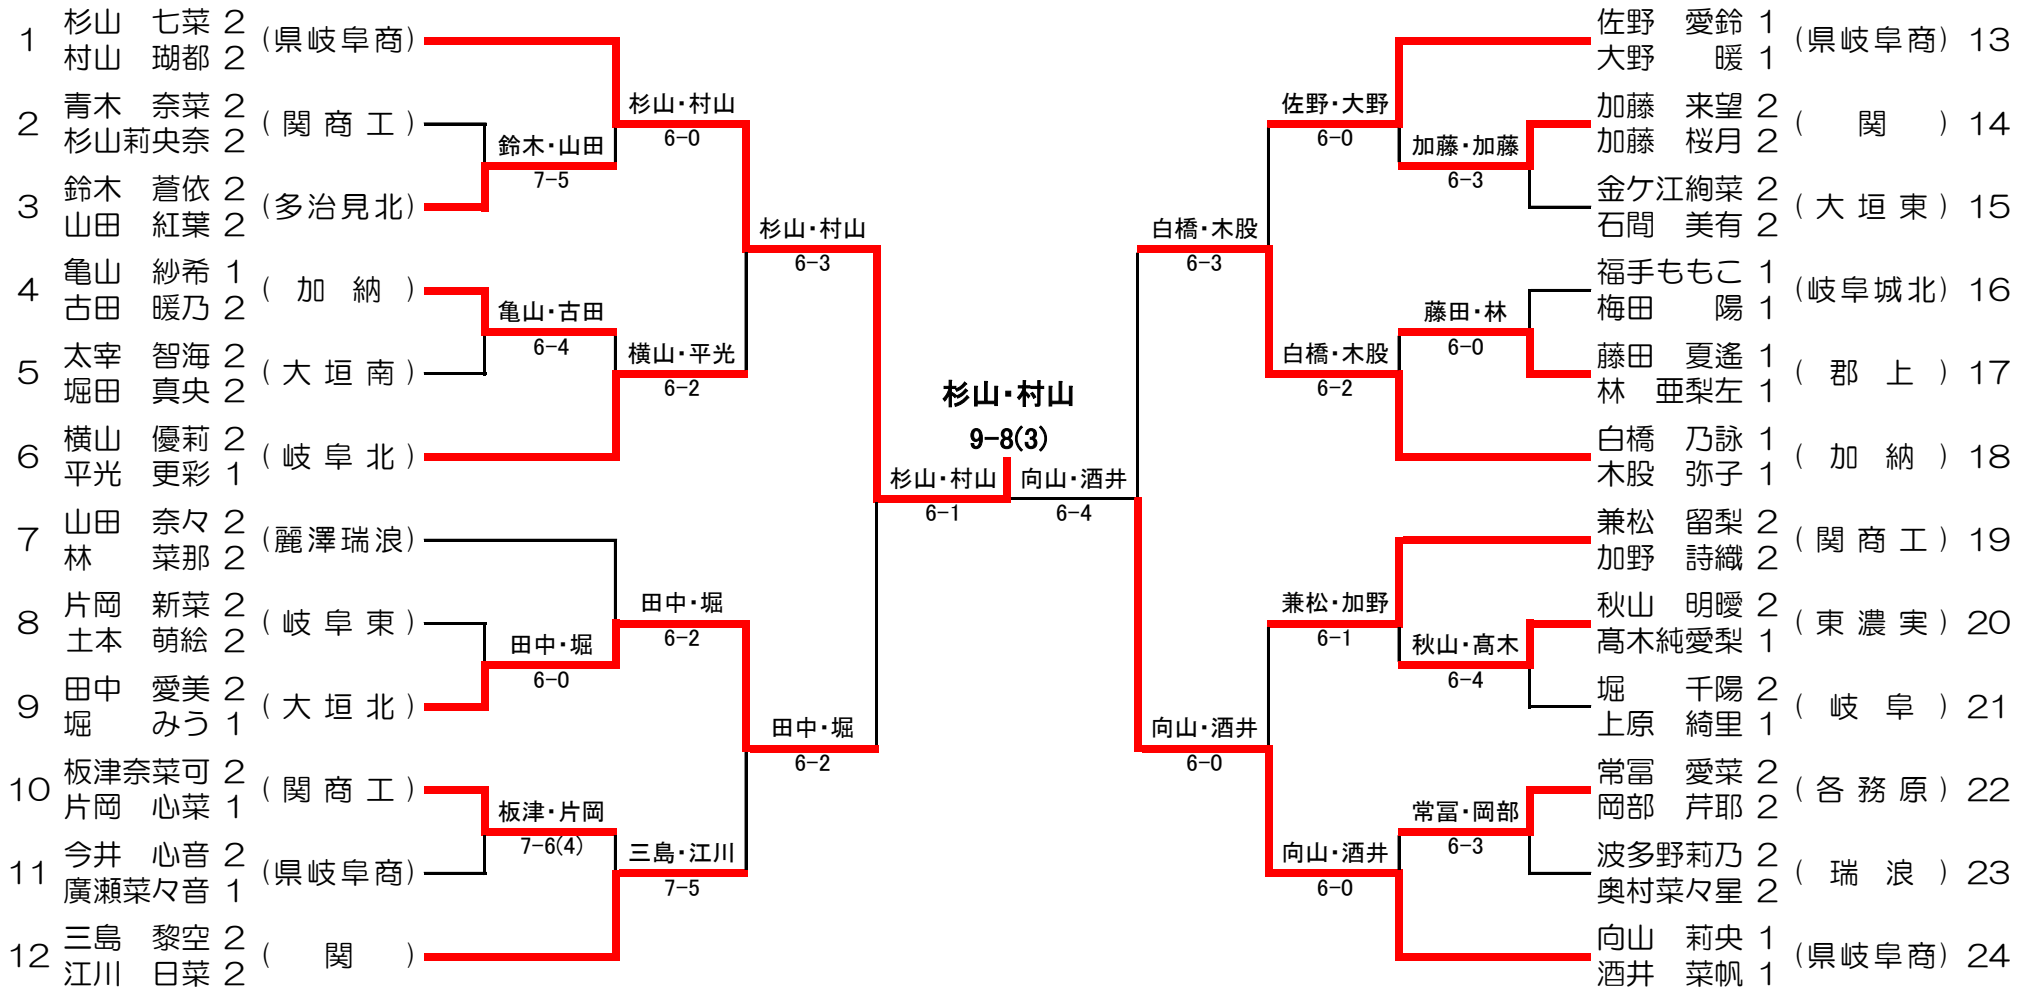 1 杉山 七菜 2 (県岐阜商)
村山 瑚都 2
2 青木 奈菜 2 (関商工)
杉山莉央奈 2
3 鈴木 蒼依 2 (多治見北)
山田 紅葉 2
4 亀山 紗希 1 (加納)
古田 暖乃 2
5 太宰 智海 2 (大垣南)
堀田 真央 2
6 横山 優莉 2 (岐阜北)
平光 更彩 1
7 山田 奈々 2 (麗澤瑞浪)
林 菜那 2
8 片岡 新菜 2 (岐阜東)
土本 萌絵 2
9 田中 愛美 2 (大垣北)
堀 みう 1
10 板津奈菜可 2 (関商工)
片岡 心菜 1
11 今井 心音 2 (県岐阜商)
廣瀬菜々音 1
12 三島 黎空 2 (関)
江川 日菜 2
鈴木・山田
7-5
亀山・古田
6-4
田中・堀
6-0
板津・片岡
7-6(4)
杉山・村山
6-0
横山・平光
6-2
田中・堀
6-2
三島・江川
7-5
杉山・村山
6-3
田中・堀
6-2
杉山・村山
6-1
杉山・村山
9-8(3)
向山・酒井
6-4
白橋・木股
6-3
向山・酒井
6-0
佐野・大野
6-0
白橋・木股
6-2
兼松・加野
6-1
向山・酒井
6-0
加藤・加藤
6-3
藤田・林
6-0
秋山・髙木
6-4
常冨・岡部
6-3
佐野 愛鈴 1 (県岐阜商) 13
大野 暖 1
加藤 来望 2 (関) 14
加藤 桜月 2
金ケ江絢菜 2 (大垣東) 15
石間 美有 2
福手ももこ 1 (岐阜城北) 16
梅田 陽 1
藤田 夏遙 1 (郡上) 17
林 亜梨左 1
白橋 乃詠 1 (加納) 18
木股 弥子 1
兼松 留梨 2 (関商工) 19
加野 詩織 2
秋山 明曖 2 (東濃実) 20
髙木純愛梨 1
堀 千陽 2 (岐阜) 21
上原 綺里 1
常冨 愛菜 2 (各務原) 22
岡部 芹耶 2
波多野莉乃 2 (瑞浪) 23
奥村菜々星 2
向山 莉央 1 (県岐阜商) 24
酒井 菜帆 1